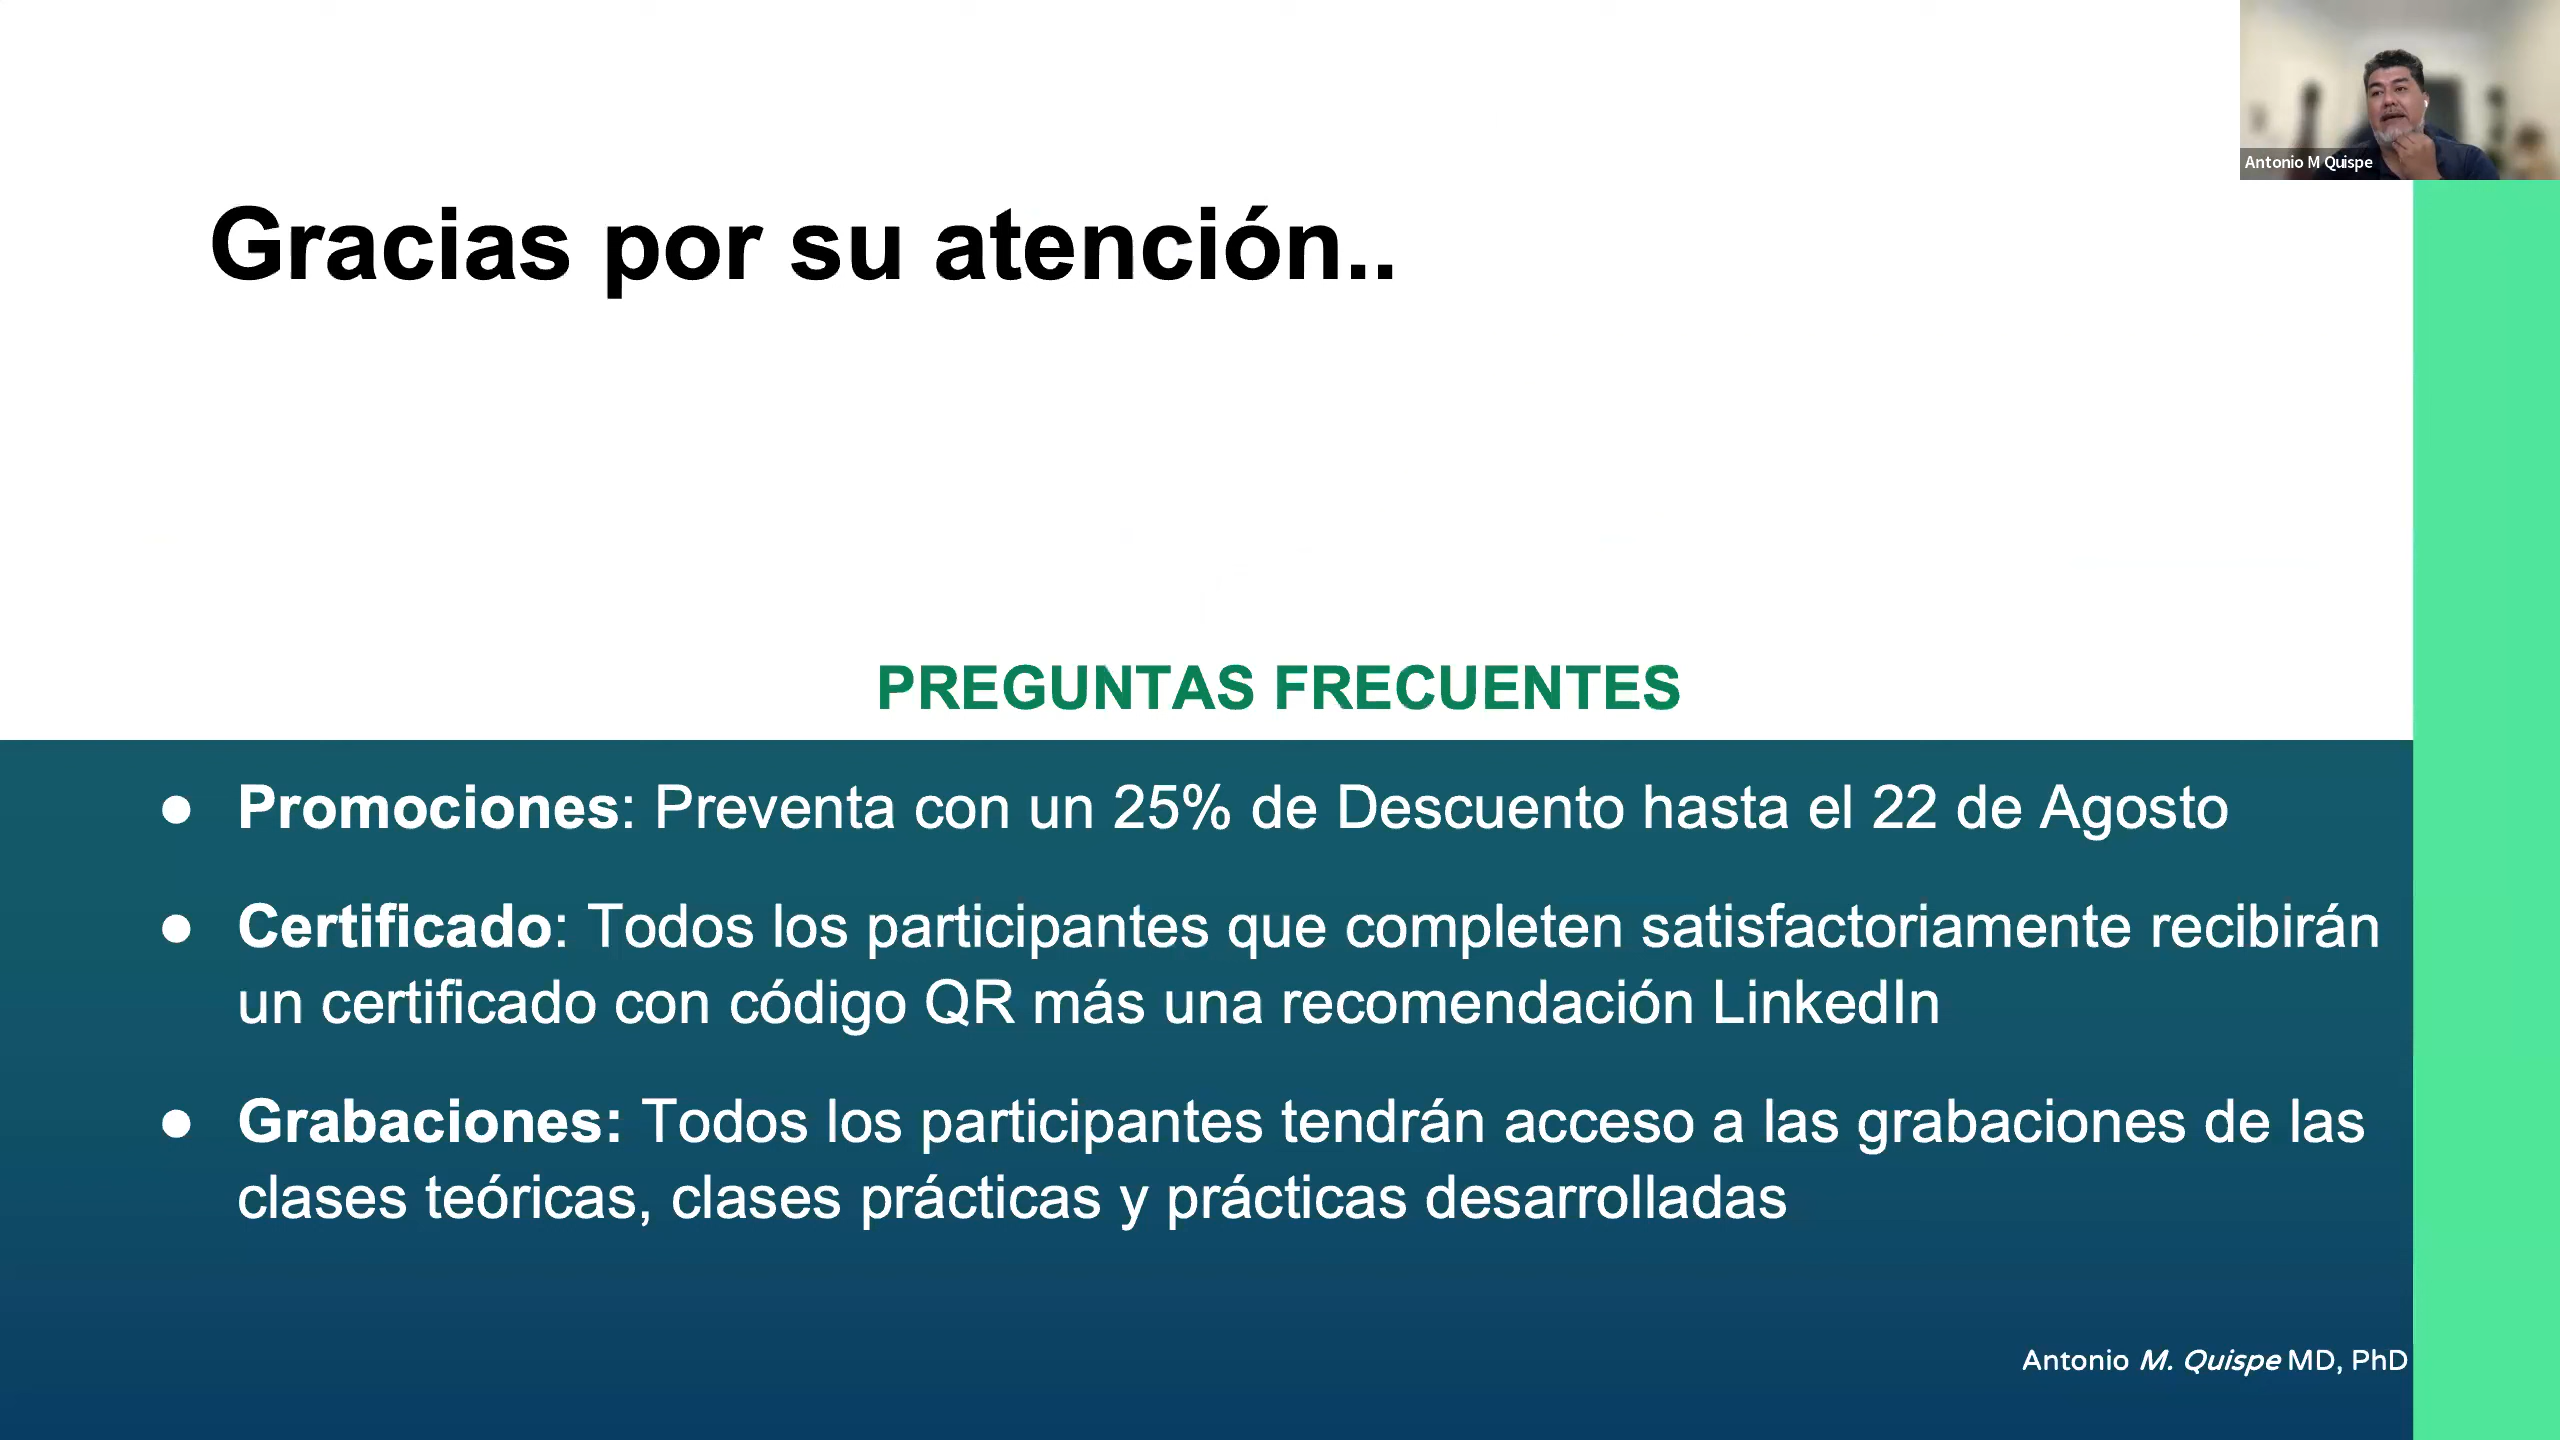 Antonio M Quispe
Gracias por su atención..
PREGUNTAS FRECUENTES
● Promociones: Preventa con un 25% de Descuento hasta el 22 de Agosto
● Certificado: Todos los participantes que completen satisfactoriamente recibirán
un certificado con código QR más una recomendación LinkedIn
● Grabaciones: Todos los participantes tendrán acceso a las grabaciones de las
clases teóricas, clases prácticas y prácticas desarrolladas
Antonio M. Quispe MD, PhD